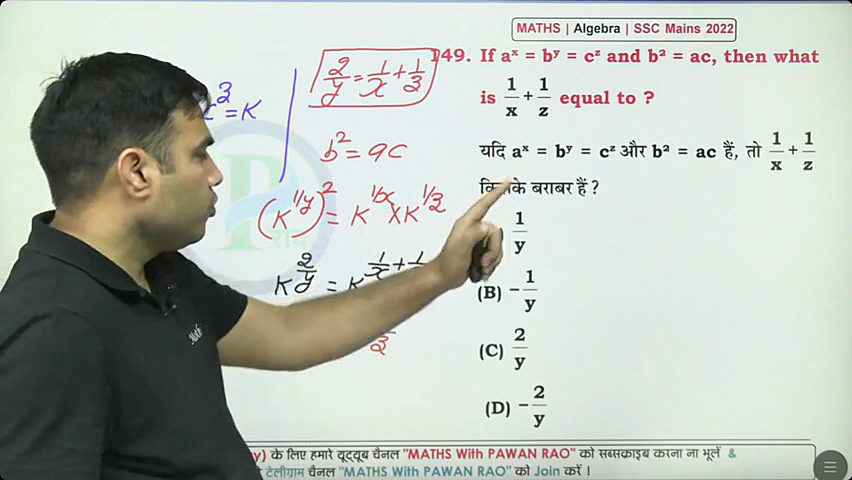 MATHS | Algebra | SSC Mains 2022
149. If aˣ = bʸ = cᶻ and b² = ac, then what
is 1/x + 1/z equal to ?
यदि aˣ = bʸ = cᶻ और b² = ac हैं, तो 1/x + 1/z
के बराबर हैं ?
1/y
(B) -1/y
(C) 2/y
(D) -2/y
= K
2/y = 1/x + 1/z
b² = ac
(K^1/y)² = K^1/x × K^1/z
K^2/y = K^1/x +
के लिए हमारे यूट्यूब चैनल "MATHS With PAWAN RAO" को सब्सक्राइब करना ना भूलें &
टेलीग्राम चैनल "MATHS With PAWAN RAO" को Join करें !